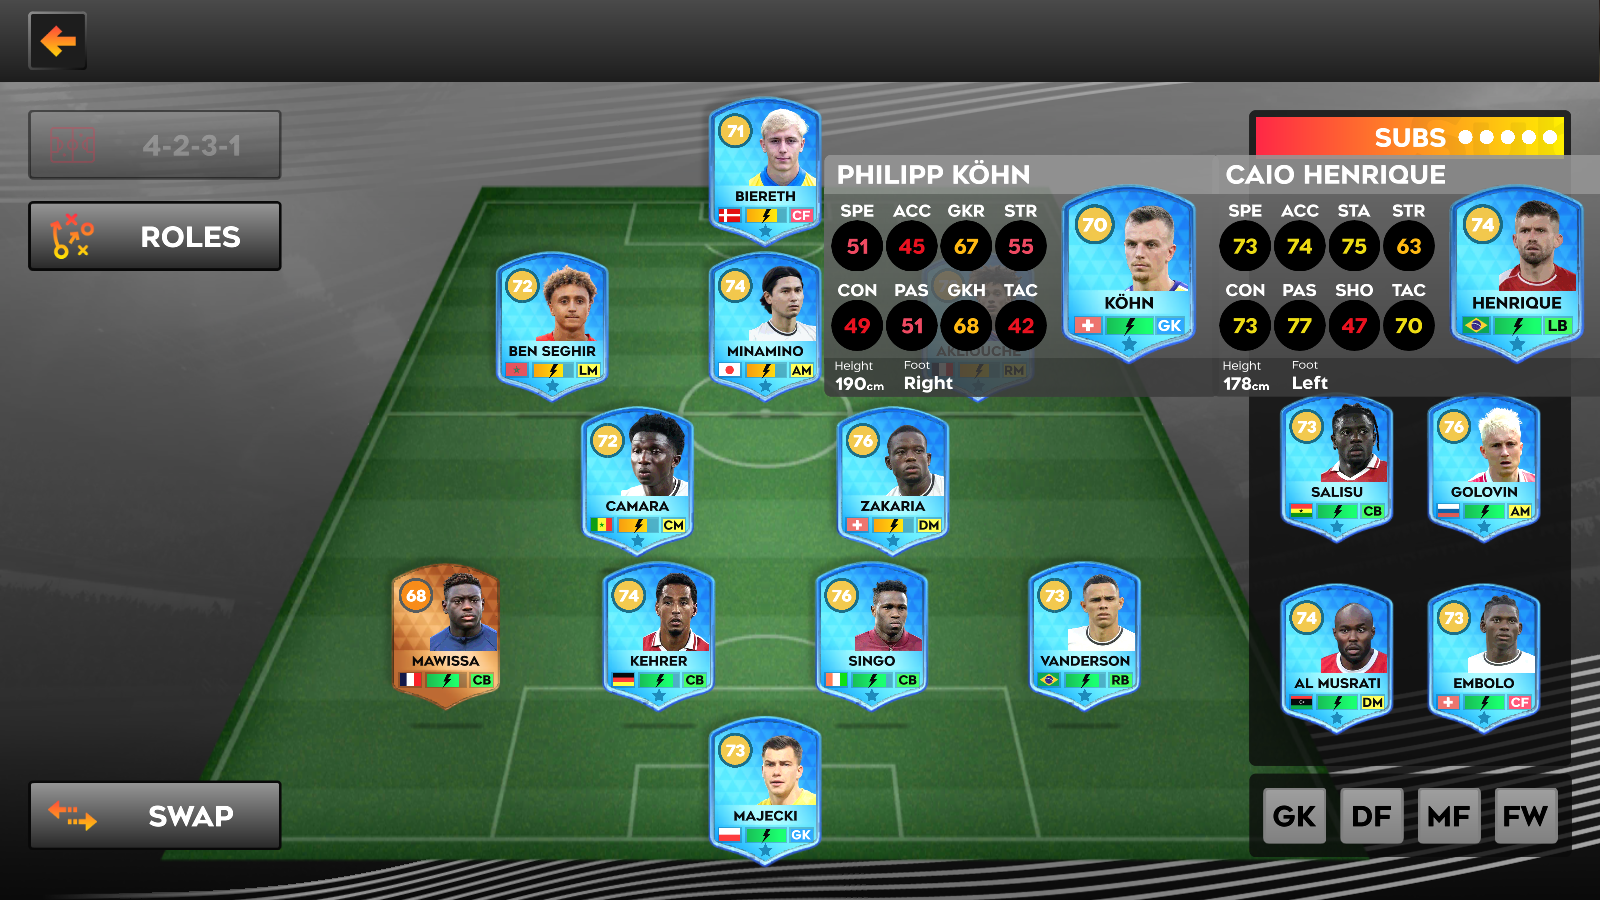 4-2-3-1
ROLES
SWAP
71
BIERETH
CF
72
BEN SEGHIR
LM
74
MINAMINO
AM
AKLIOUCHE
RM
72
CAMARA
CM
76
ZAKARIA
DM
68
MAWISSA
CB
74
KEHRER
CB
76
SINGO
CB
73
VANDERSON
RB
73
MAJECKI
GK
PHILIPP KÖHN
SPE ACC GKR STR
51 45 67 55
CON PAS GKH TAC
49 51 68 42
Height Foot
190cm Right
70
KÖHN
GK
SUBS
CAIO HENRIQUE
SPE ACC STA STR
73 74 75 63
CON PAS SHO TAC
73 77 47 70
Height Foot
178cm Left
74
HENRIQUE
LB
73
SALISU
CB
76
GOLOVIN
AM
74
AL MUSRATI
DM
73
EMBOLO
CF
GK DF MF FW